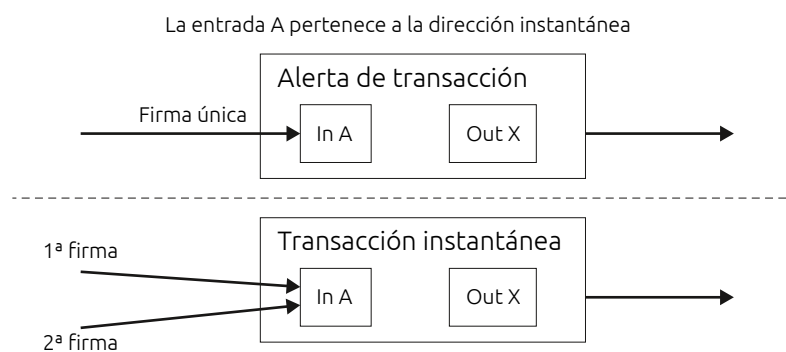 La entrada A pertenece a la dirección instantánea
Alerta de transacción
Firma única
In A
Out X
Transacción instantánea
1ª firma
In A
Out X
2ª firma